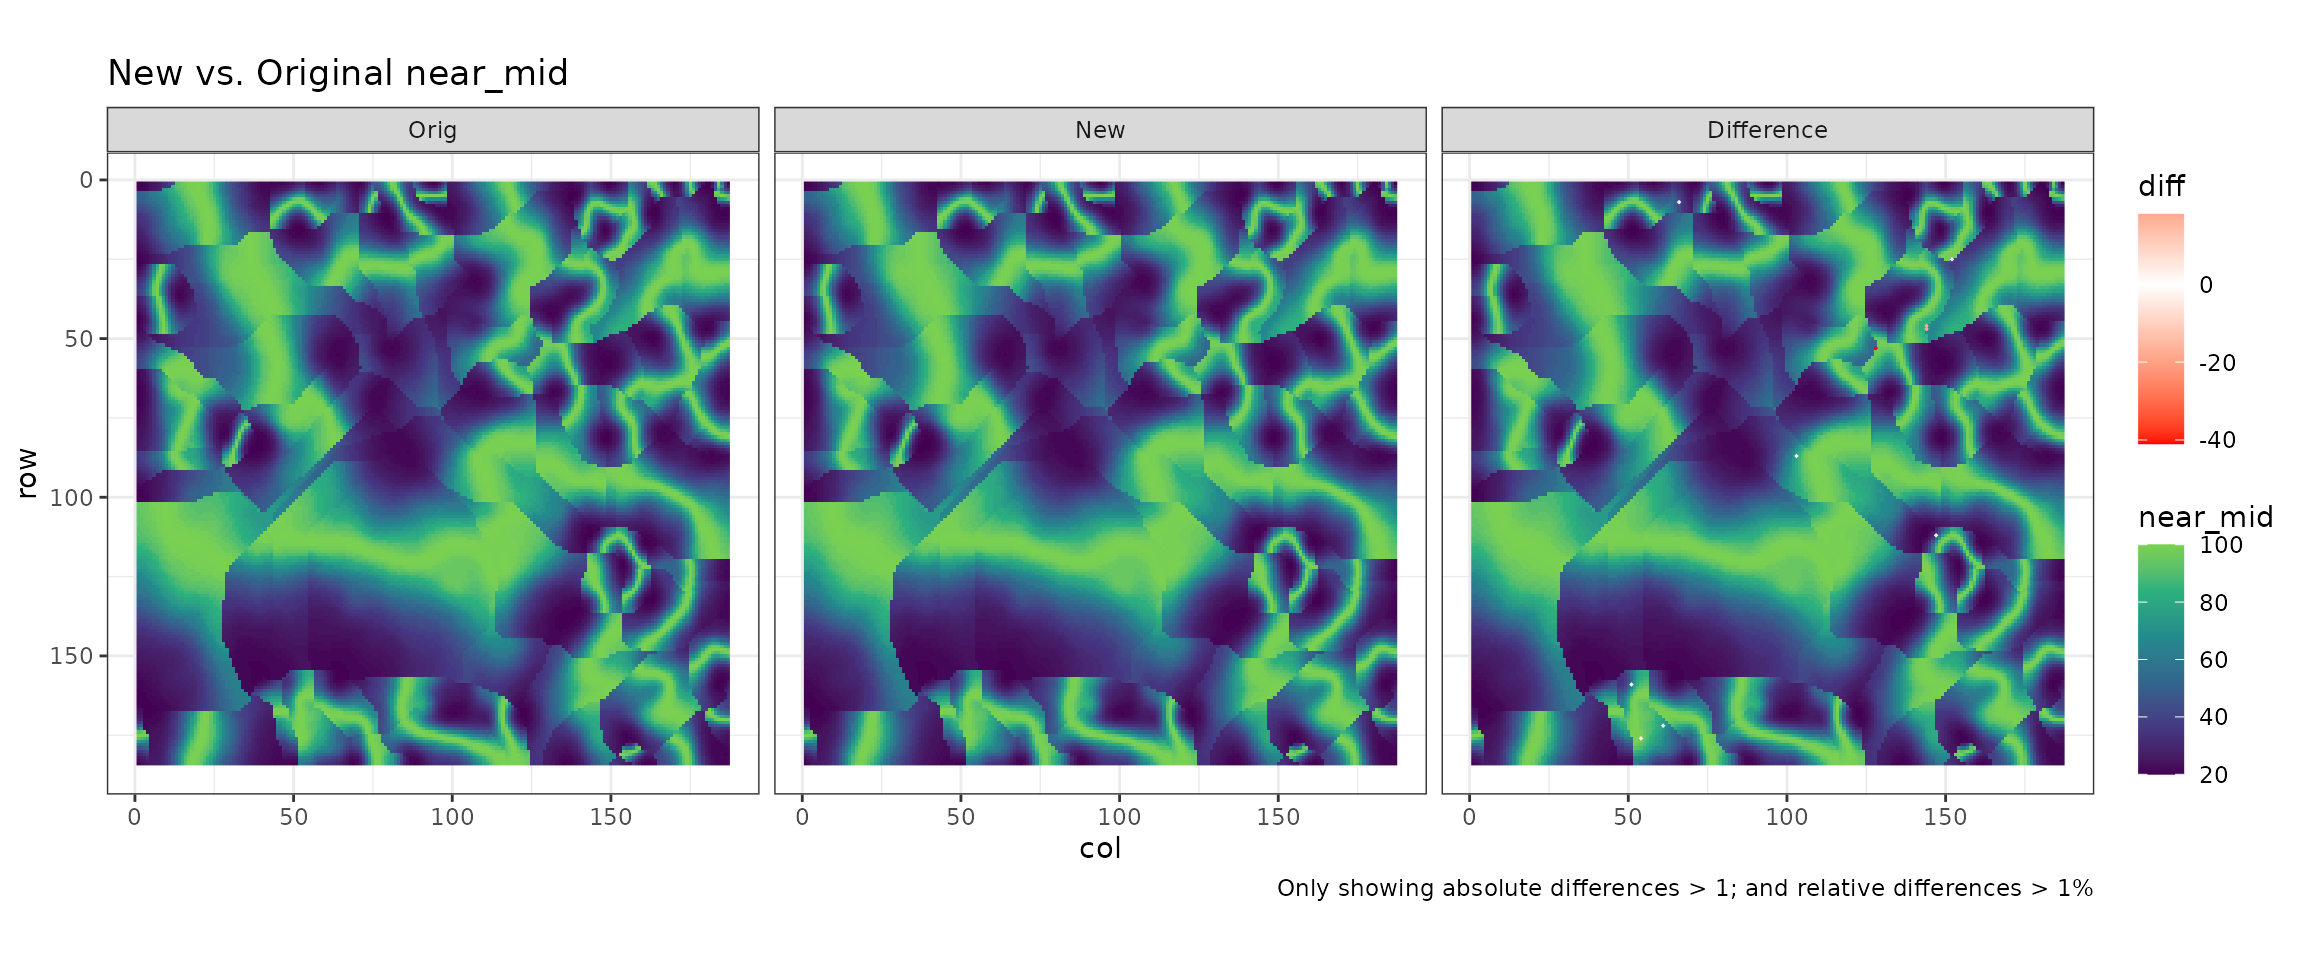 New vs. Original near_mid
Orig
New
Difference
0
50
100
150
row
0
50
100
150
0
50
100
150
0
50
100
150
col
diff
0
-20
-40
near_mid
100
80
60
40
20
Only showing absolute differences > 1; and relative differences > 1%